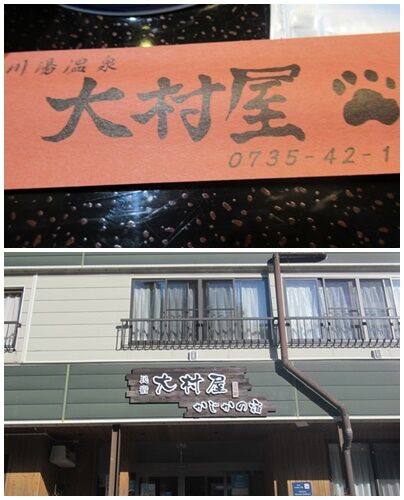 川湯温泉
大村屋
0735-42-1
民宿
大村屋
かじかの宿